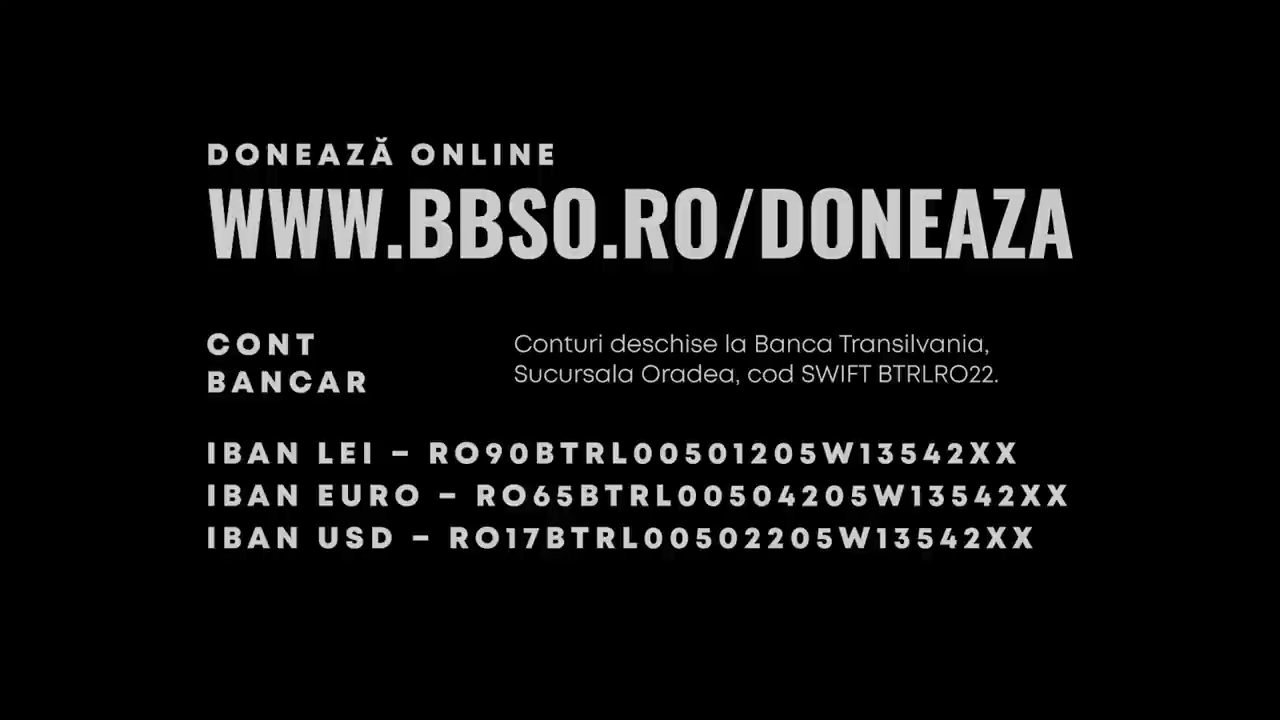 DONEAZĂ ONLINE
WWW.BBSO.RO/DONEAZA
CONT
BANCAR
Conturi deschise la Banca Transilvania,
Sucursala Oradea, cod SWIFT BTRLRO22.
IBAN LEI – RO90BTRL00501205W13542XX
IBAN EURO – RO65BTRL00504205W13542XX
IBAN USD – RO17BTRL00502205W13542XX